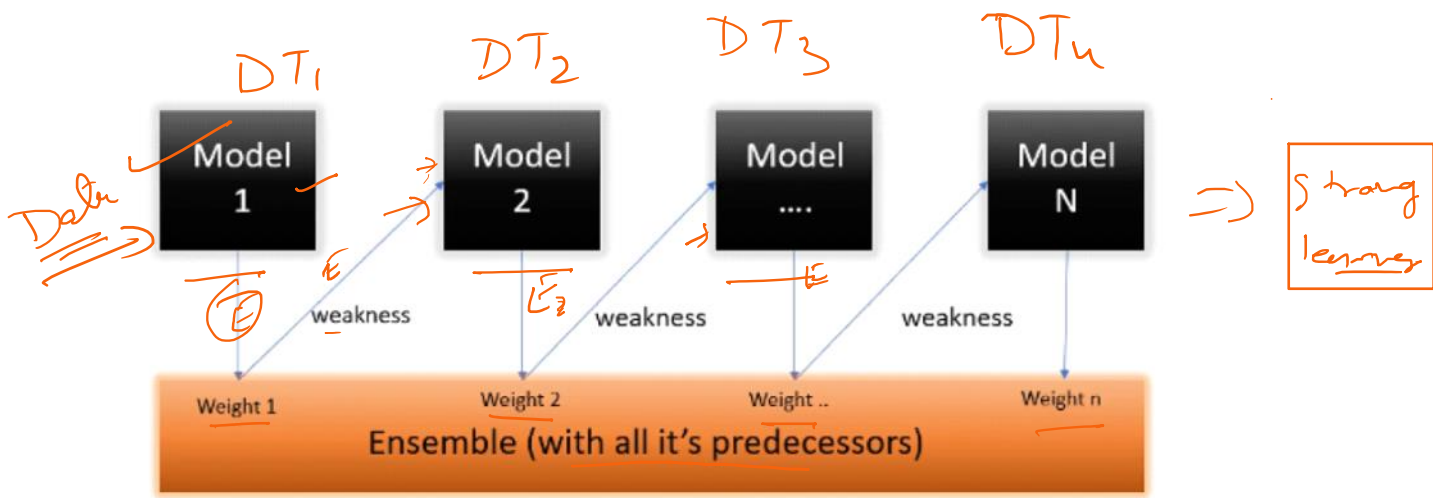 DT1 DT2 DT3 DTn
Model 1
Model 2
Model ....
Model N
Data
=> Strong learner
E
E
E2
E
weakness
weakness
weakness
Weight 1
Weight 2
Weight ..
Weight n
Ensemble (with all it's predecessors)